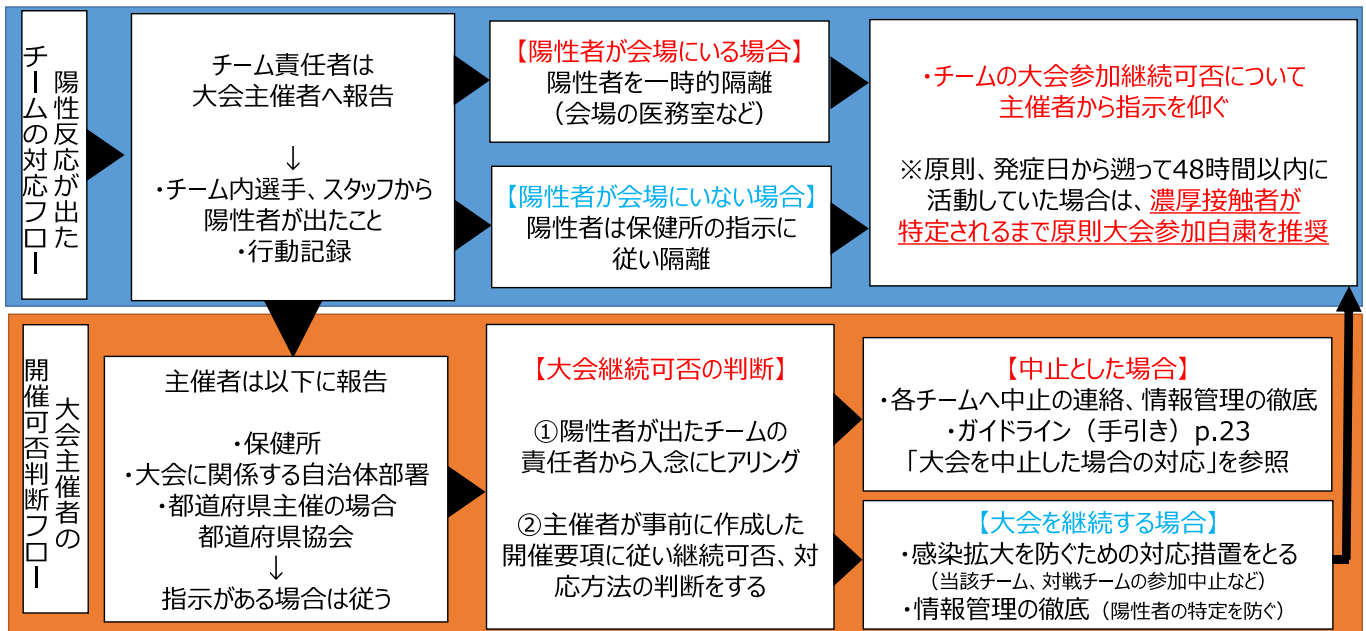 陽性反応が出た
チームの対応フロー
チーム責任者は
大会主催者へ報告
↓
・チーム内選手、スタッフから
陽性者が出たこと
・行動記録
【陽性者が会場にいる場合】
陽性者を一時的隔離
（会場の医務室など）
【陽性者が会場にいない場合】
陽性者は保健所の指示に
従い隔離
・チームの大会参加継続可否について
主催者から指示を仰ぐ
※原則、発症日から遡って48時間以内に
活動していた場合は、濃厚接触者が
特定されるまで原則大会参加自粛を推奨
大会主催者の
開催可否判断フロー
主催者は以下に報告
・保健所
・大会に関係する自治体部署
・都道府県主催の場合
都道府県協会
↓
指示がある場合は従う
【大会継続可否の判断】
①陽性者が出たチームの
責任者から入念にヒアリング
②主催者が事前に作成した
開催要項に従い継続可否、対
応方法の判断をする
【中止とした場合】
・各チームへ中止の連絡、情報管理の徹底
・ガイドライン（手引き）p.23
「大会を中止した場合の対応」を参照
【大会を継続する場合】
・感染拡大を防ぐための対応措置をとる
（当該チーム、対戦チームの参加中止など）
・情報管理の徹底（陽性者の特定を防ぐ）